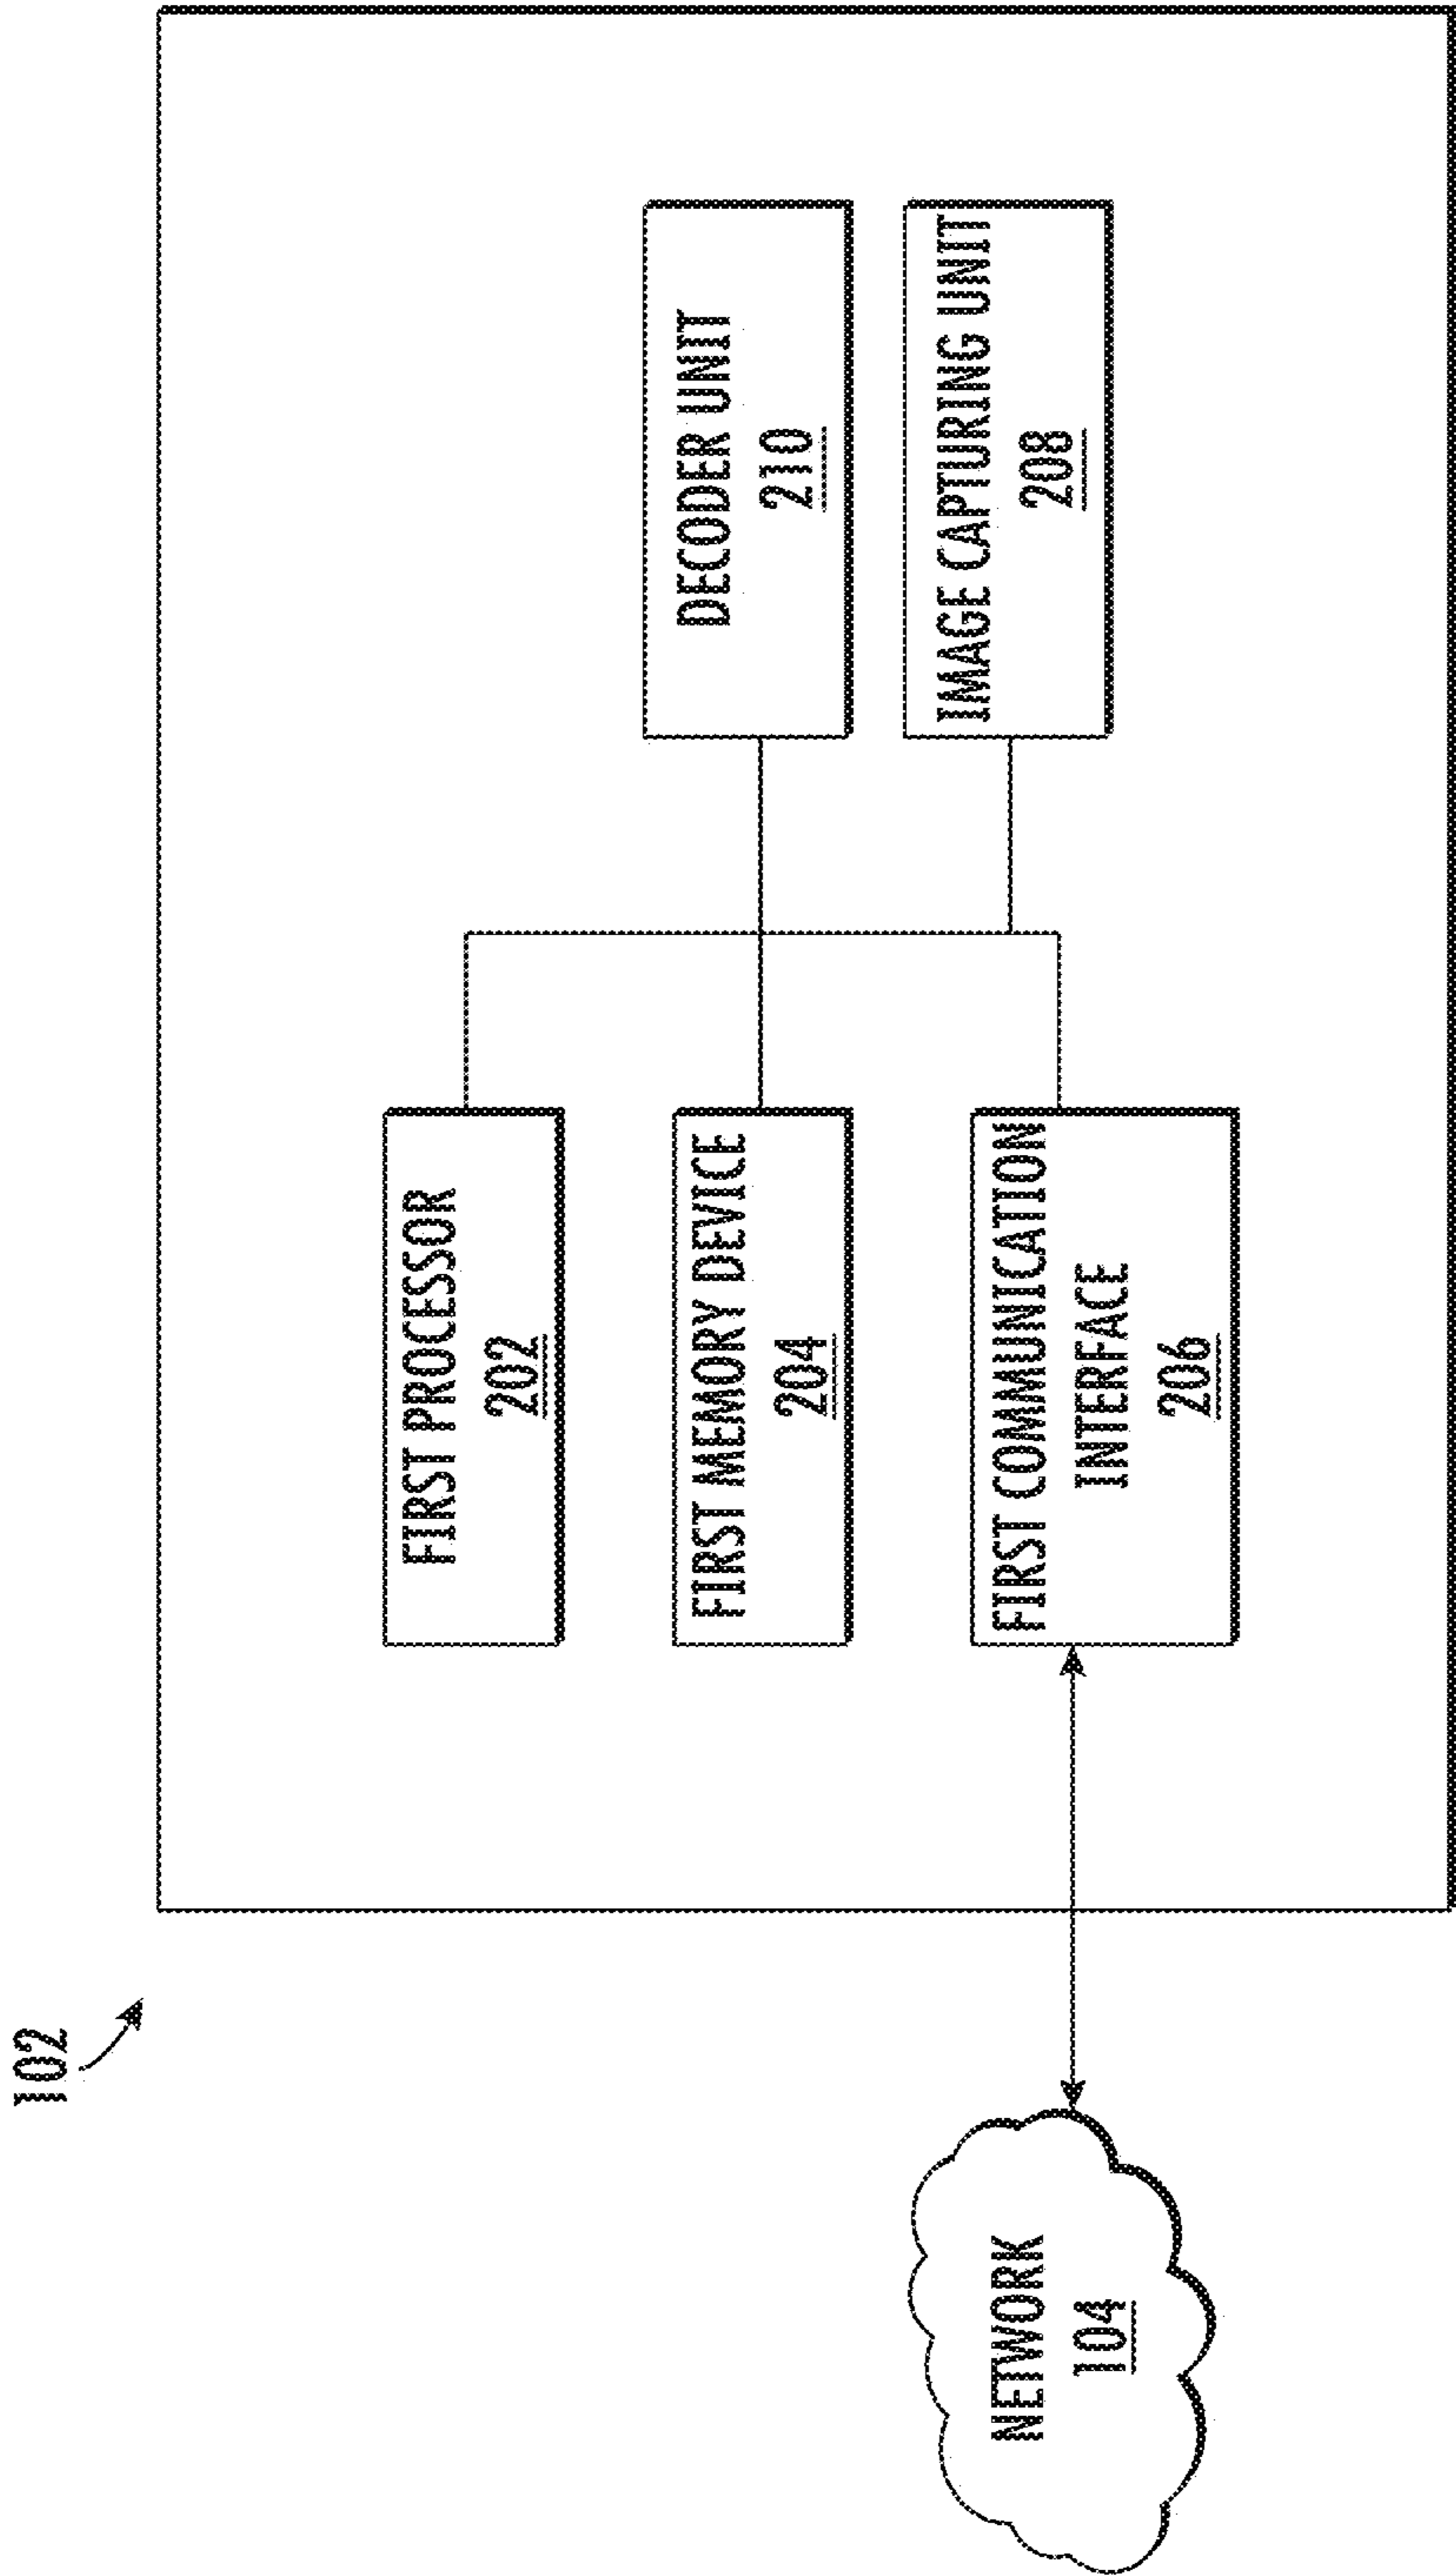 102
FIRST PROCESSOR
202
FIRST MEMORY DEVICE
204
FIRST COMMUNICATION
INTERFACE
206
DECODER UNIT
210
IMAGE CAPTURING UNIT
208
NETWORK
104